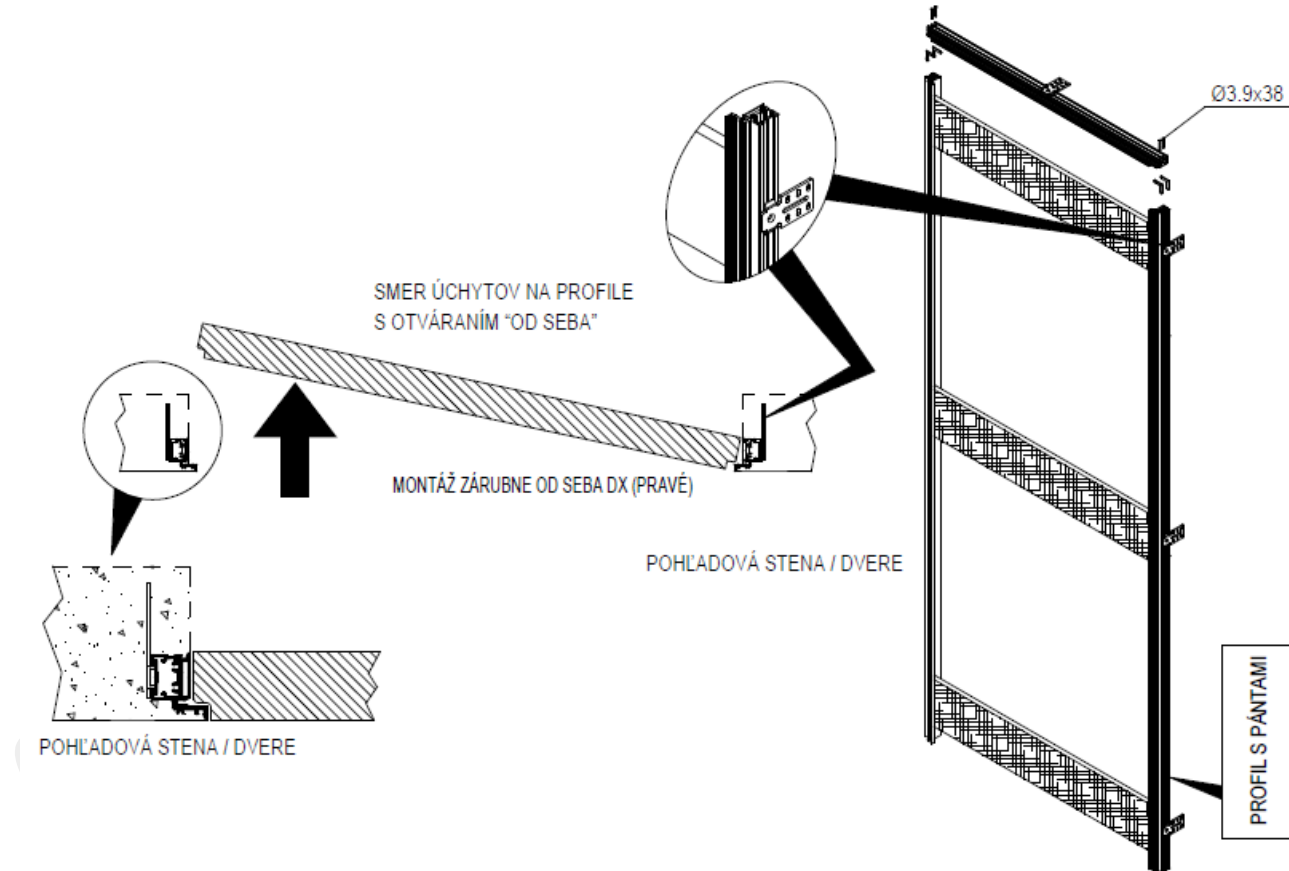 Ø3.9x38
SMER ÚCHYTOV NA PROFILE
S OTVÁRANÍM “OD SEBA”
MONTÁŽ ZÁRUBNE OD SEBA DX (PRAVÉ)
POHĽADOVÁ STENA / DVERE
POHĽADOVÁ STENA / DVERE
PROFIL S PÁNTAMI